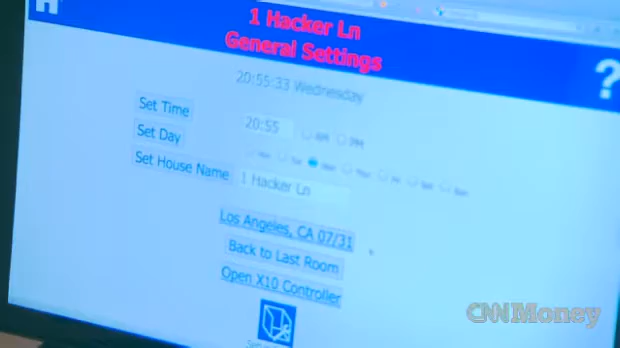 1 Hacker Ln
General Settings
20:55:33 Wednesday
Set Time
20:55
AM PM
Set Day
Set House Name
1 Hacker Ln
Los Angeles, CA 07/31
Back to Last Room
Open X10 Controller
?
CNNMoney